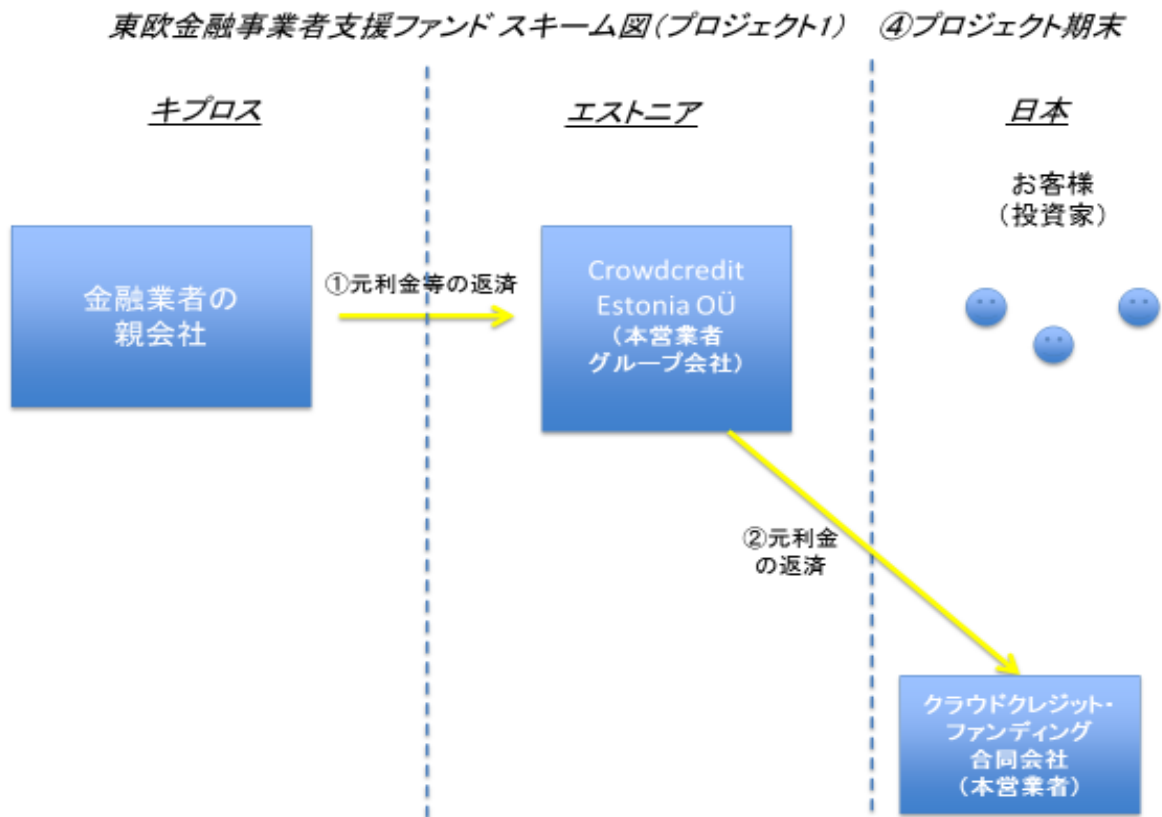 東欧金融事業者支援ファンド スキーム図(プロジェクト1) ④プロジェクト期末
キプロス
エストニア
日本
お客様
(投資家)
金融業者の
親会社
①元利金等の返済
Crowdcredit
Estonia OÜ
(本営業者
グループ会社)
②元利金
の返済
クラウドクレジット・
ファンディング
合同会社
(本営業者)